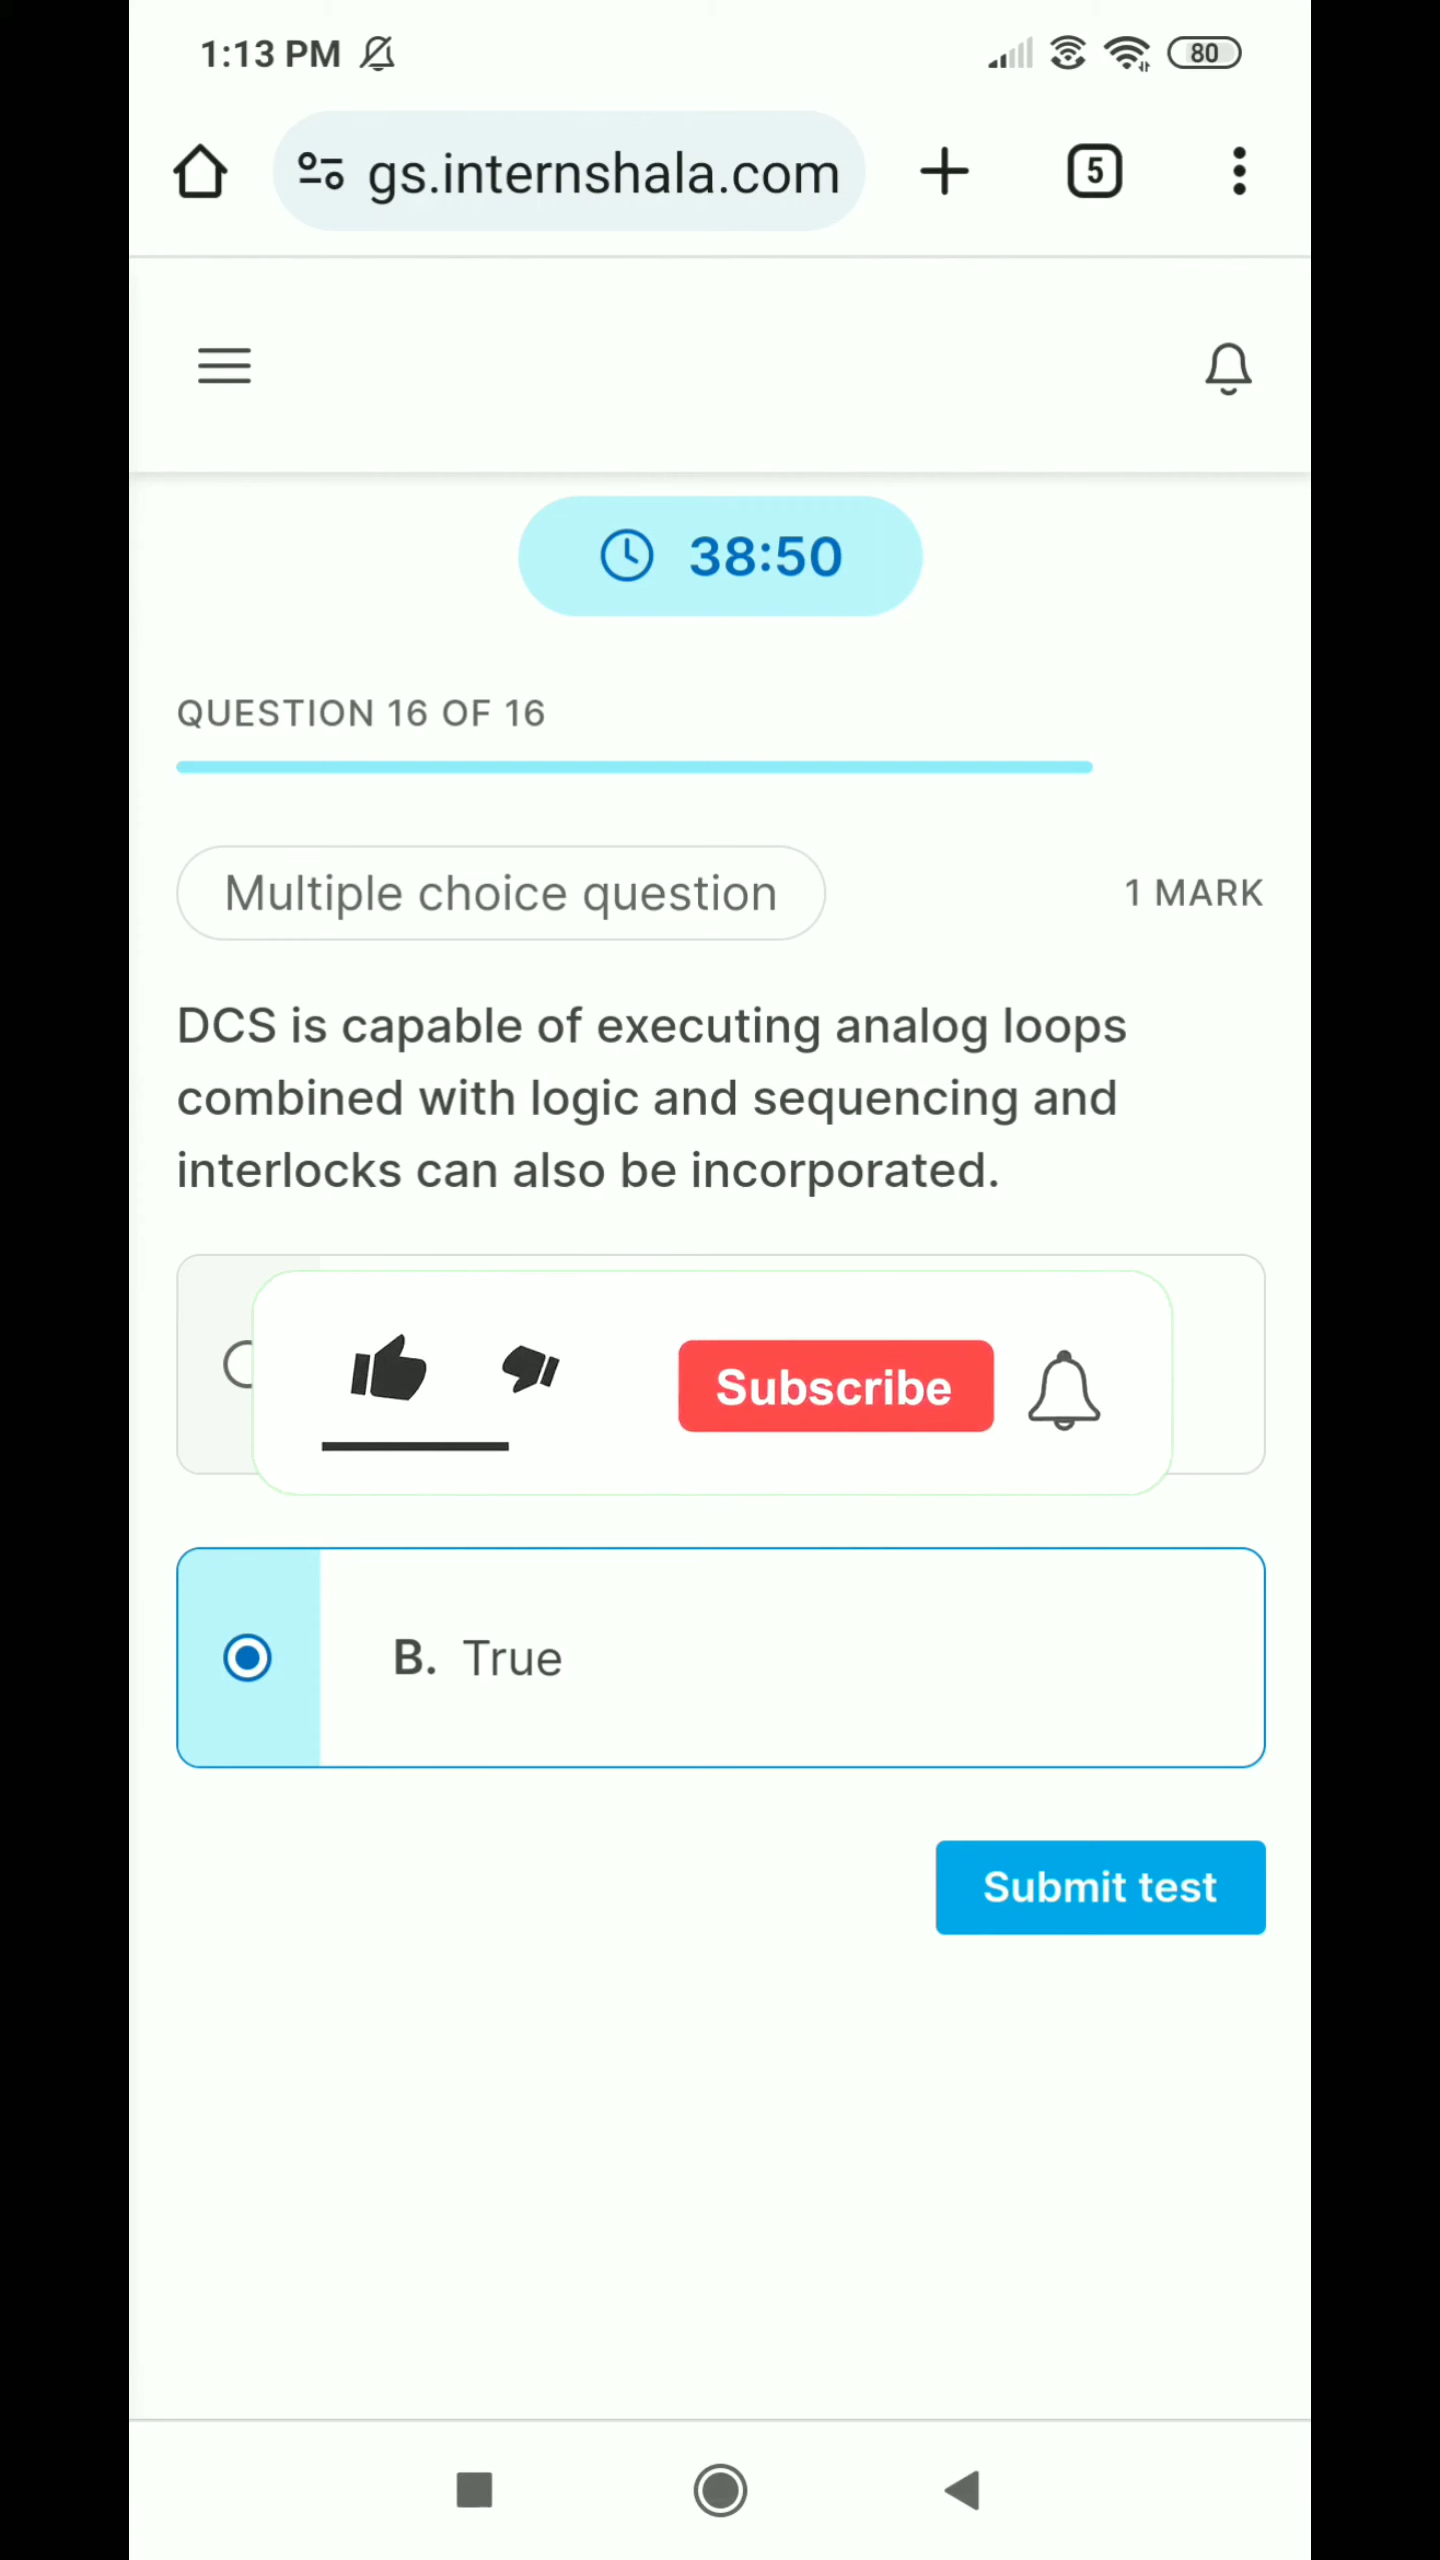 1:13 PM
80
gs.internshala.com
5
38:50
QUESTION 16 OF 16
Multiple choice question
1 MARK
DCS is capable of executing analog loops
combined with logic and sequencing and
interlocks can also be incorporated.
Subscribe
B. True
Submit test